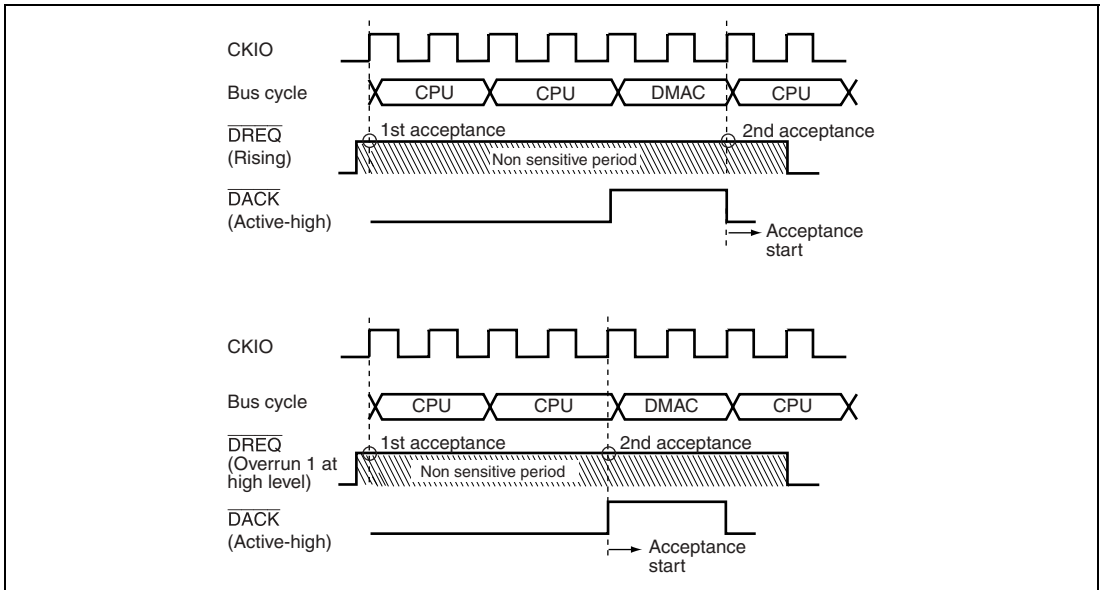 CKIO
Bus cycle CPU CPU DMAC CPU
DREQ 1st acceptance 2nd acceptance
(Rising) Non sensitive period
DACK
(Active-high)
Acceptance
start
CKIO
Bus cycle CPU CPU DMAC CPU
DREQ 1st acceptance 2nd acceptance
(Overrun 1 at
high level) Non sensitive period
DACK
(Active-high)
Acceptance
start